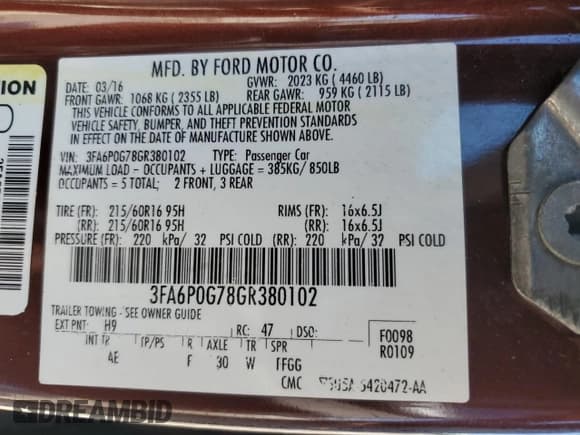 MFD. BY FORD MOTOR CO.
DATE: 03/16 GVWR: 2023 KG ( 4460 LB)
FRONT GAWR: 1068 KG ( 2355 LB) REAR GAWR: 959 KG ( 2115 LB)
THIS VEHICLE CONFORMS TO ALL APPLICABLE FEDERAL MOTOR
VEHICLE SAFETY, BUMPER, AND THEFT PREVENTION STANDARDS
IN EFFECT ON THE DATE OF MANUFACTURE SHOWN ABOVE.
VIN: 3FA6P0G78GR380102 TYPE: Passenger Car
MAXIMUM LOAD - OCCUPANTS + LUGGAGE = 385KG/ 850LB
OCCUPANTS = 5 TOTAL; 2 FRONT, 3 REAR
TIRE (FR): 215/60R16 95H RIMS (FR): 16x6.5J
(RR): 215/60R16 95H (RR): 16x6.5J
PRESSURE (FR): 220 kPa/ 32 PSI COLD (RR): 220 kPa/ 32 PSI COLD
3FA6P0G78GR380102
TRAILER TOWING - SEE OWNER GUIDE
EXT PNT: H9 RC: 47 DSO: F0098
INT TR TP/PS R AXLE TR SPR R0109
4E F 30 W FFGG
CMC 5420472-AA
DREAMBID